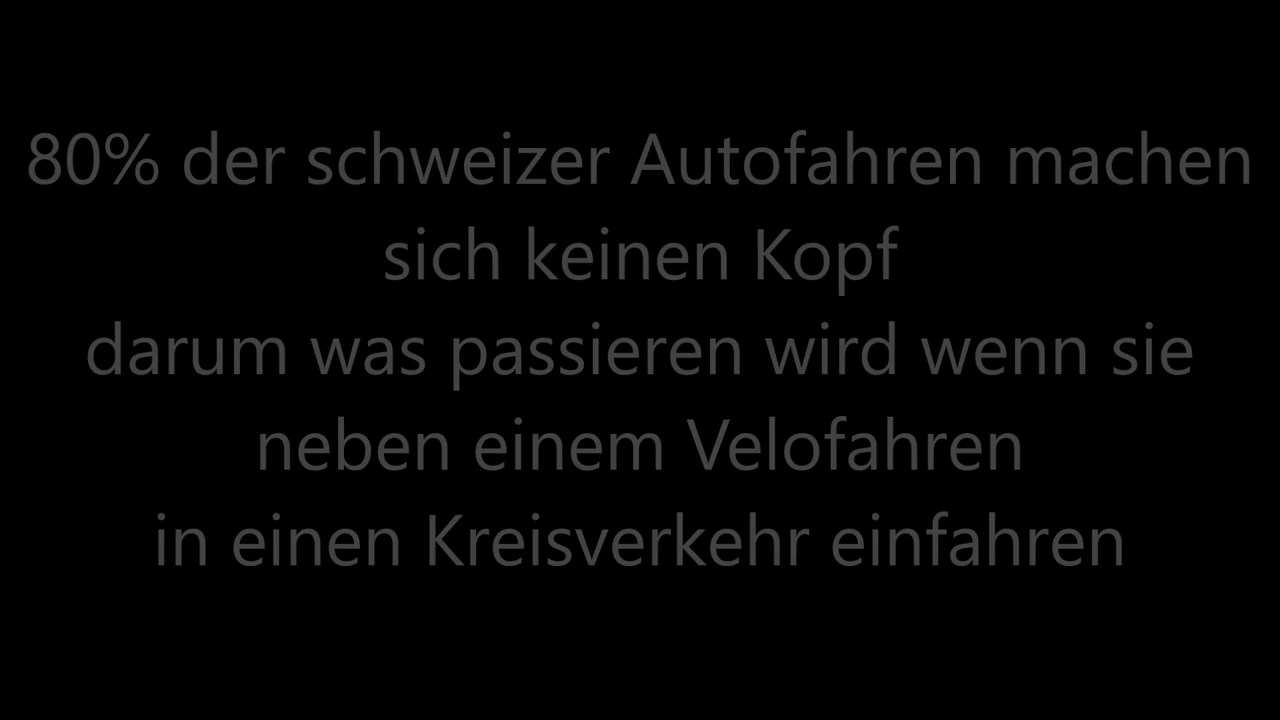 80% der schweizer Autofahren machen
sich keinen Kopf
darum was passieren wird wenn sie
neben einem Velofahren
in einen Kreisverkehr einfahren